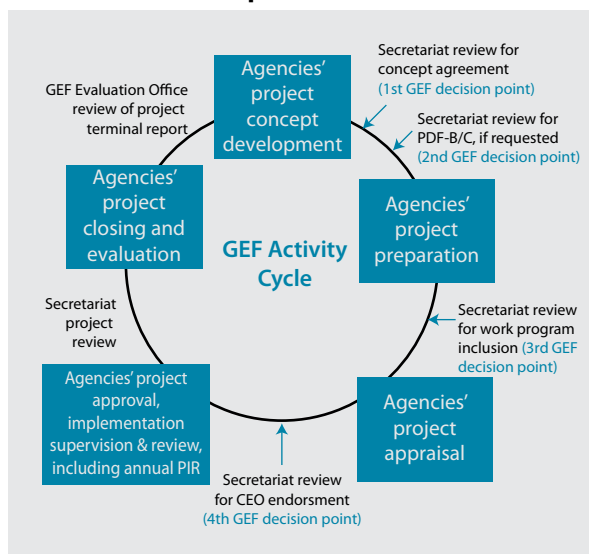 Agencies'
project
concept
development
Secretariat review for
concept agreement
(1st GEF decision point)
Secretariat review for
PDF-B/C, if requested
(2nd GEF decision point)
Agencies'
project
preparation
Secretariat review
for work program
inclusion (3rd GEF
decision point)
Agencies'
project
appraisal
Secretariat review
for CEO endorsment
(4th GEF decision point)
Agencies' project
approval,
implementation
supervision & review,
including annual PIR
Secretariat
project
review
Agencies'
project
closing and
evaluation
GEF Evaluation Office
review of project
terminal report
GEF Activity
Cycle